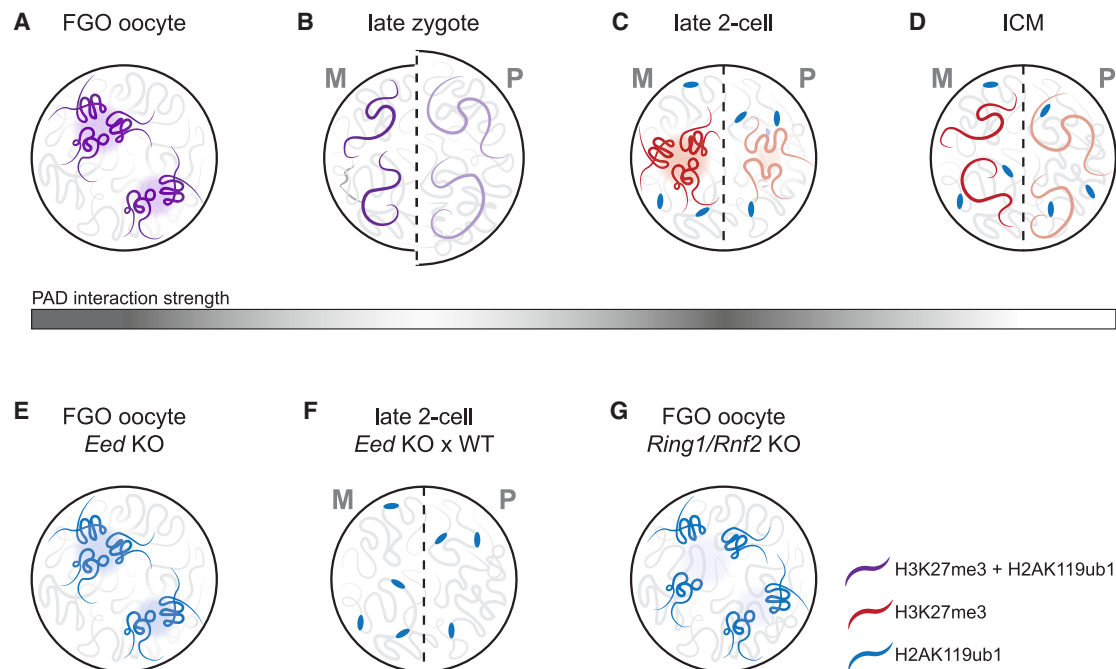 A FGO oocyte
B late zygote
C late 2-cell
D ICM
M P
M P
M P
PAD interaction strength
E FGO oocyte
Eed KO
F late 2-cell
Eed KO x WT
G FGO oocyte
Ring1/Rnf2 KO
M P
H3K27me3 + H2AK119ub1
H3K27me3
H2AK119ub1